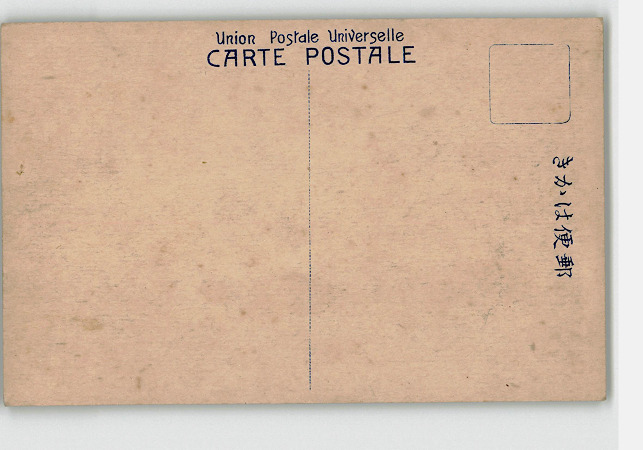 Union Postale Universelle
CARTE POSTALE
郵便はかき